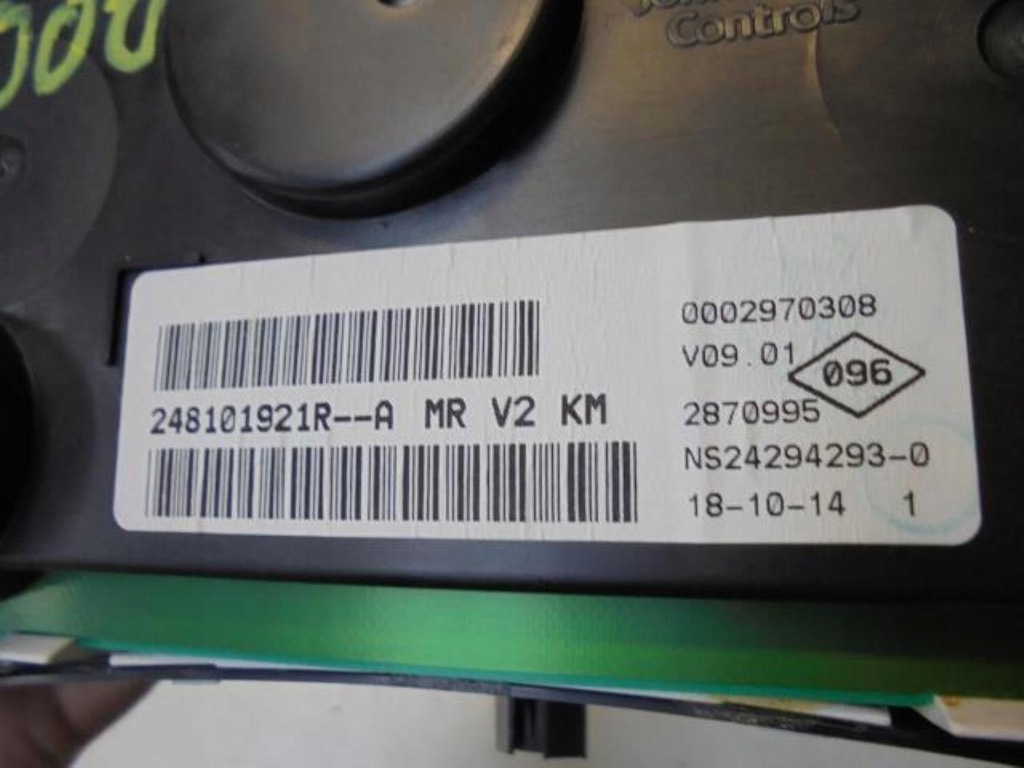 Controls
0002970308
V09.01
096
248101921R--A MR V2 KM
2870995
NS24294293-0
18-10-14 1